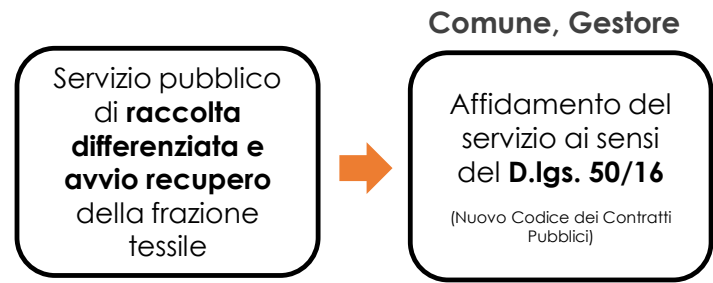 Comune, Gestore
Servizio pubblico
di raccolta
differenziata e
avvio recupero
della frazione
tessile
Affidamento del
servizio ai sensi
del D.lgs. 50/16
(Nuovo Codice dei Contratti
Pubblici)